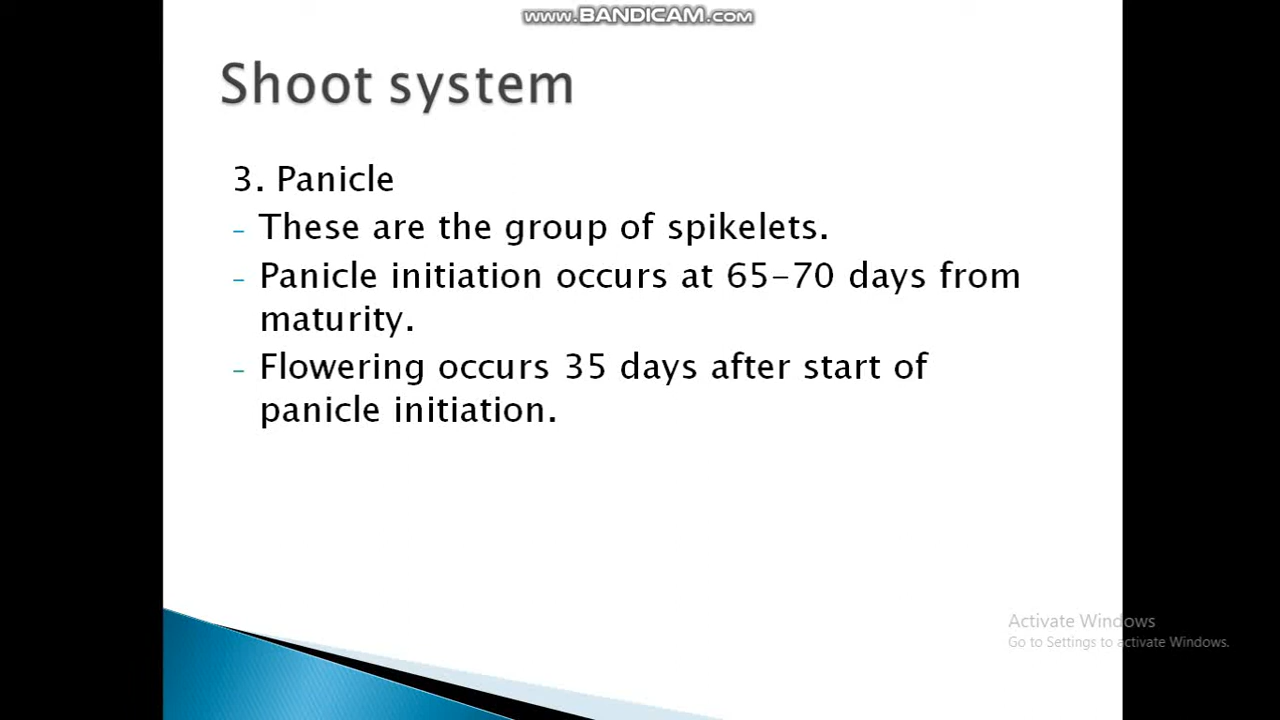 www.BANDICAM.com
Shoot system
3. Panicle
– These are the group of spikelets.
– Panicle initiation occurs at 65-70 days from
maturity.
– Flowering occurs 35 days after start of
panicle initiation.
Activate Windows
Go to Settings to activate Windows.